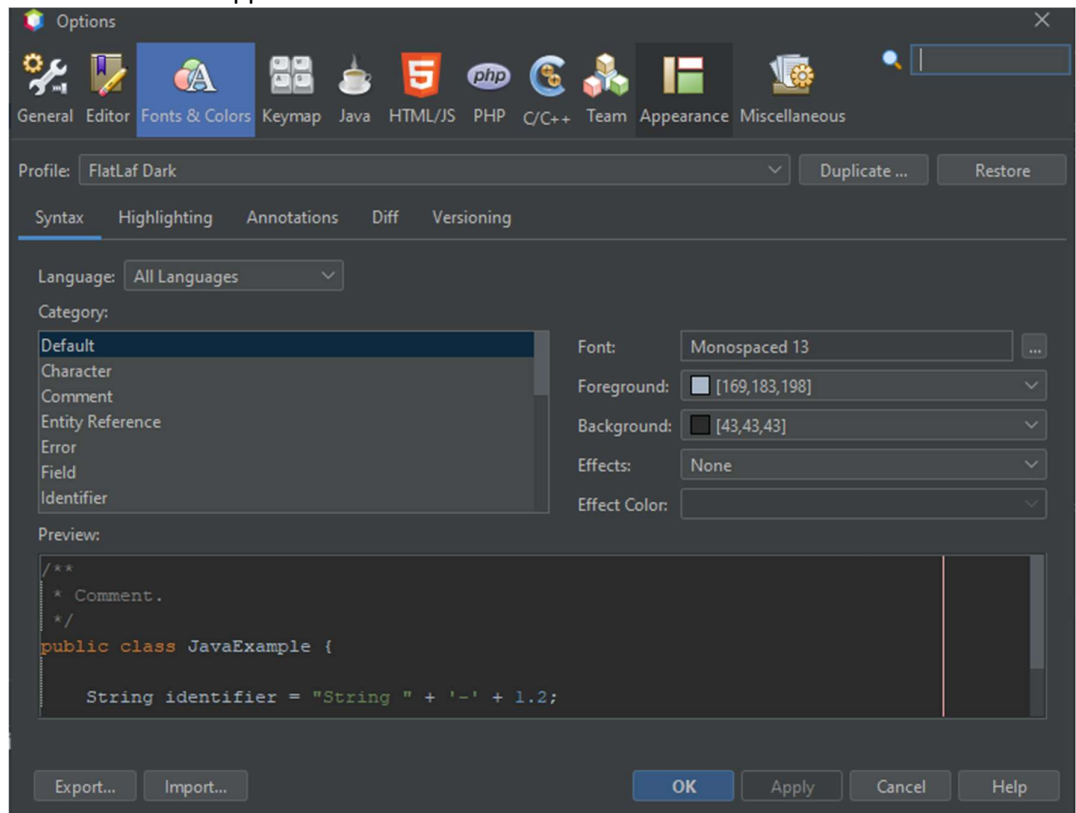 Options
General Editor Fonts & Colors Keymap Java HTML/JS PHP C/C++ Team Appearance Miscellaneous
Profile: FlatLaf Dark Duplicate ... Restore
Syntax Highlighting Annotations Diff Versioning
Language: All Languages
Category:
Default
Character
Comment
Entity Reference
Error
Field
Identifier
Font: Monospaced 13 ...
Foreground: [169,183,198]
Background: [43,43,43]
Effects: None
Effect Color:
Preview:
/**
* Comment.
*/
public class JavaExample {
String identifier = "String " + '-' + 1.2;
Export... Import... OK Apply Cancel Help